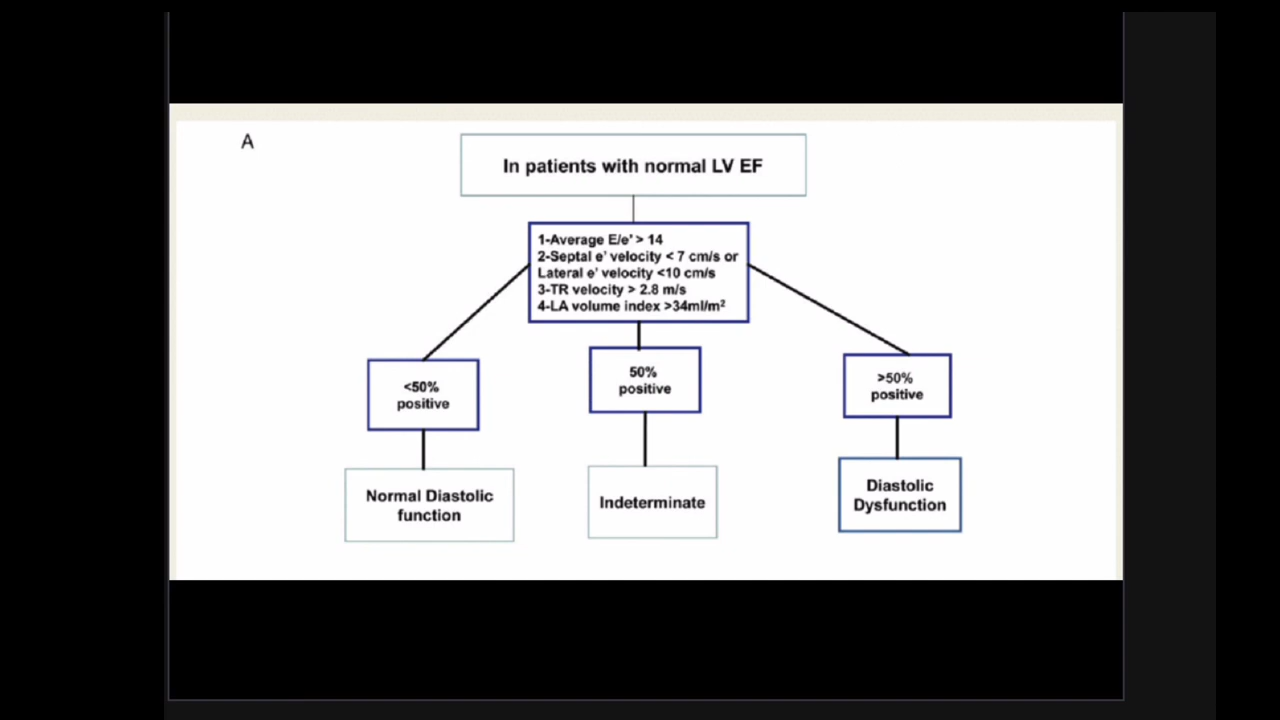 A
In patients with normal LV EF
1-Average E/e' > 14
2-Septal e' velocity < 7 cm/s or
Lateral e' velocity <10 cm/s
3-TR velocity > 2.8 m/s
4-LA volume index >34ml/m²
<50%
positive
50%
positive
>50%
positive
Normal Diastolic
function
Indeterminate
Diastolic
Dysfunction